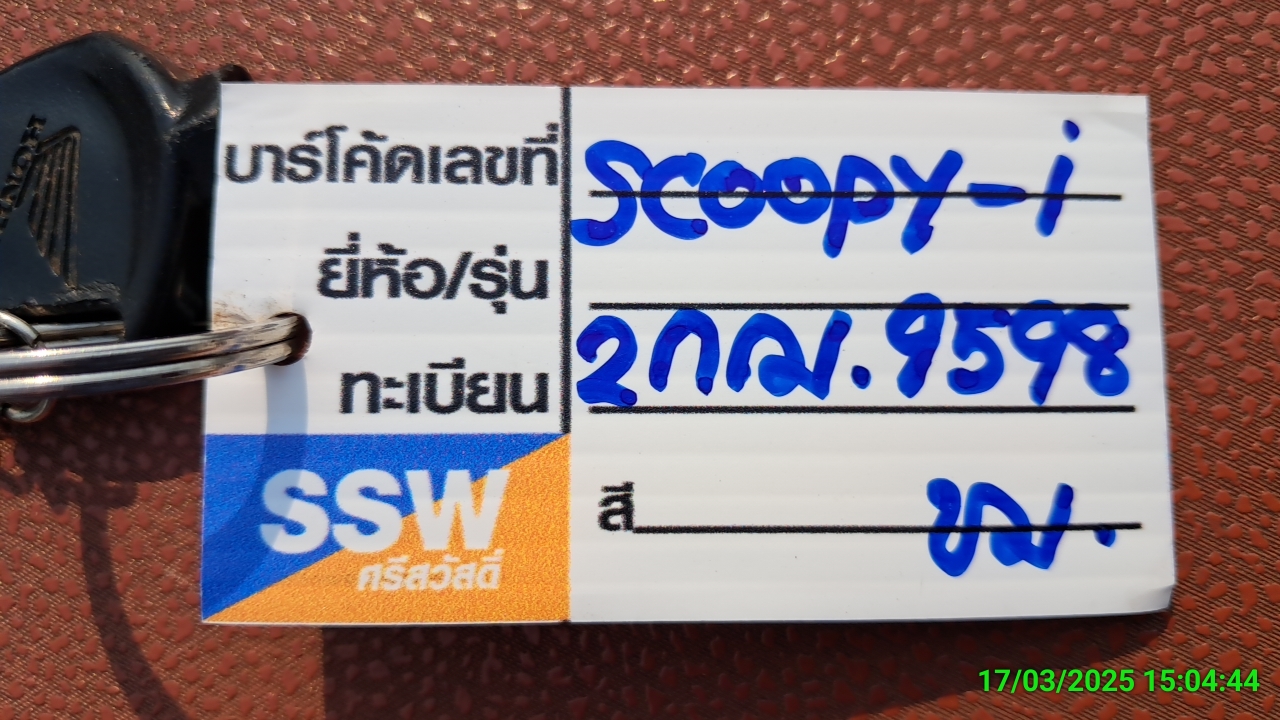 บาร์โค้ดเลขที่ SCOOPY-i
ยี่ห้อ/รุ่น
ทะเบียน 2กฌ.9598
SSW สี ขฌ.
ศรีสวัสดิ์
17/03/2025 15:04:44